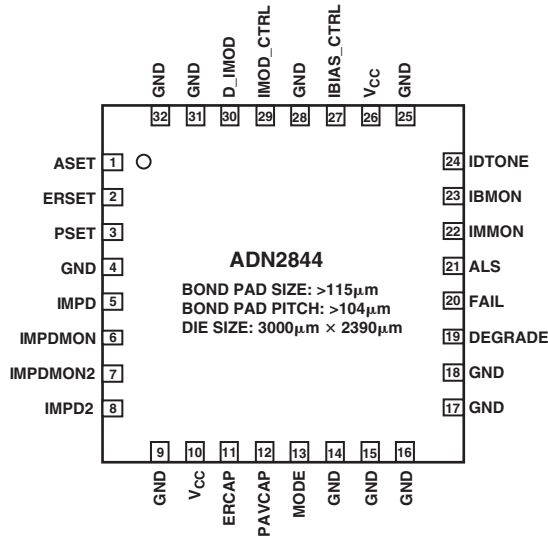 GND
GND
D_IMOD
IMOD_CTRL
GND
IBIAS_CTRL
VCC
GND
32 31 30 29 28 27 26 25
ASET 1
24 IDTONE
ERSET 2
23 IBMON
PSET 3
22 IMMON
GND 4
21 ALS
IMPD 5
20 FAIL
IMPDMON 6
19 DEGRADE
IMPDMON2 7
18 GND
IMPD2 8
17 GND
ADN2844
BOND PAD SIZE: >115µm
BOND PAD PITCH: >104µm
DIE SIZE: 3000µm × 2390µm
9 10 11 12 13 14 15 16
GND
VCC
ERCAP
PAVCAP
MODE
GND
GND
GND